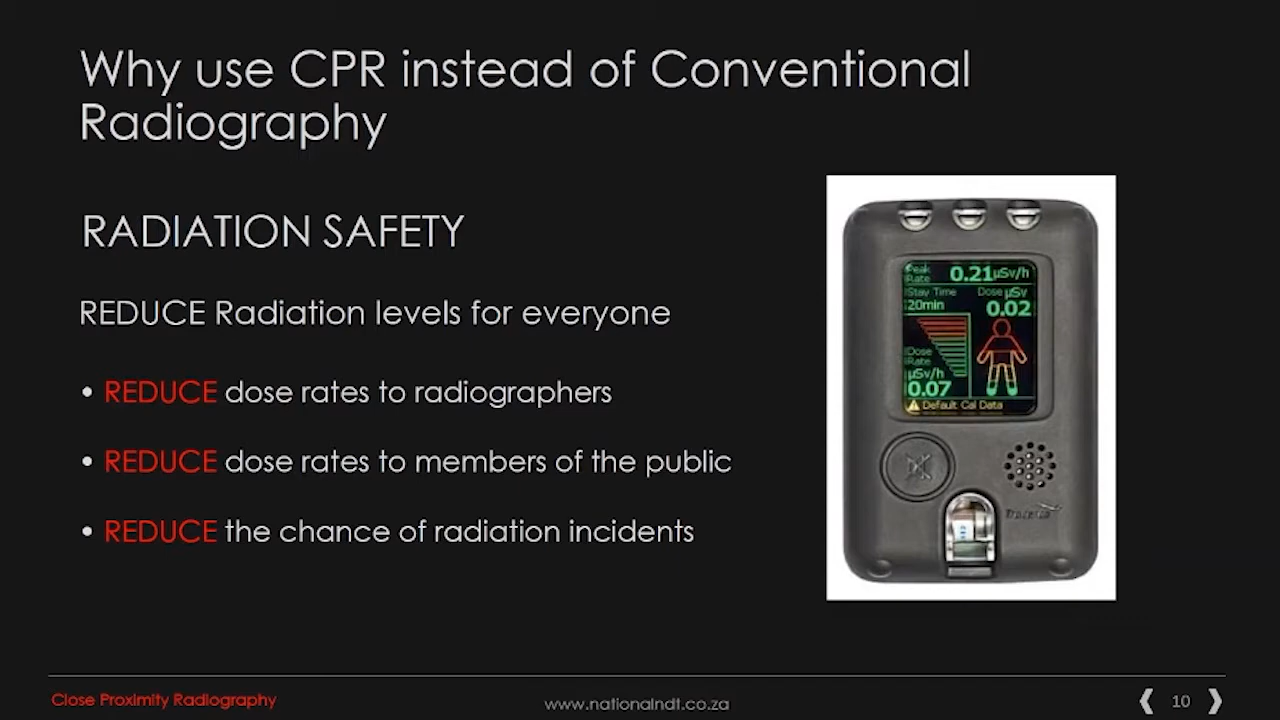 Why use CPR instead of Conventional
Radiography
RADIATION SAFETY
REDUCE Radiation levels for everyone
• REDUCE dose rates to radiographers
• REDUCE dose rates to members of the public
• REDUCE the chance of radiation incidents
Peak
Rate 0.21µSv/h
Stay Time Dose µSv
20min 0.02
Dose
Rate
µSv/h
0.07
Default Cal Data
Close Proximity Radiography
www.nationalndt.co.za
10